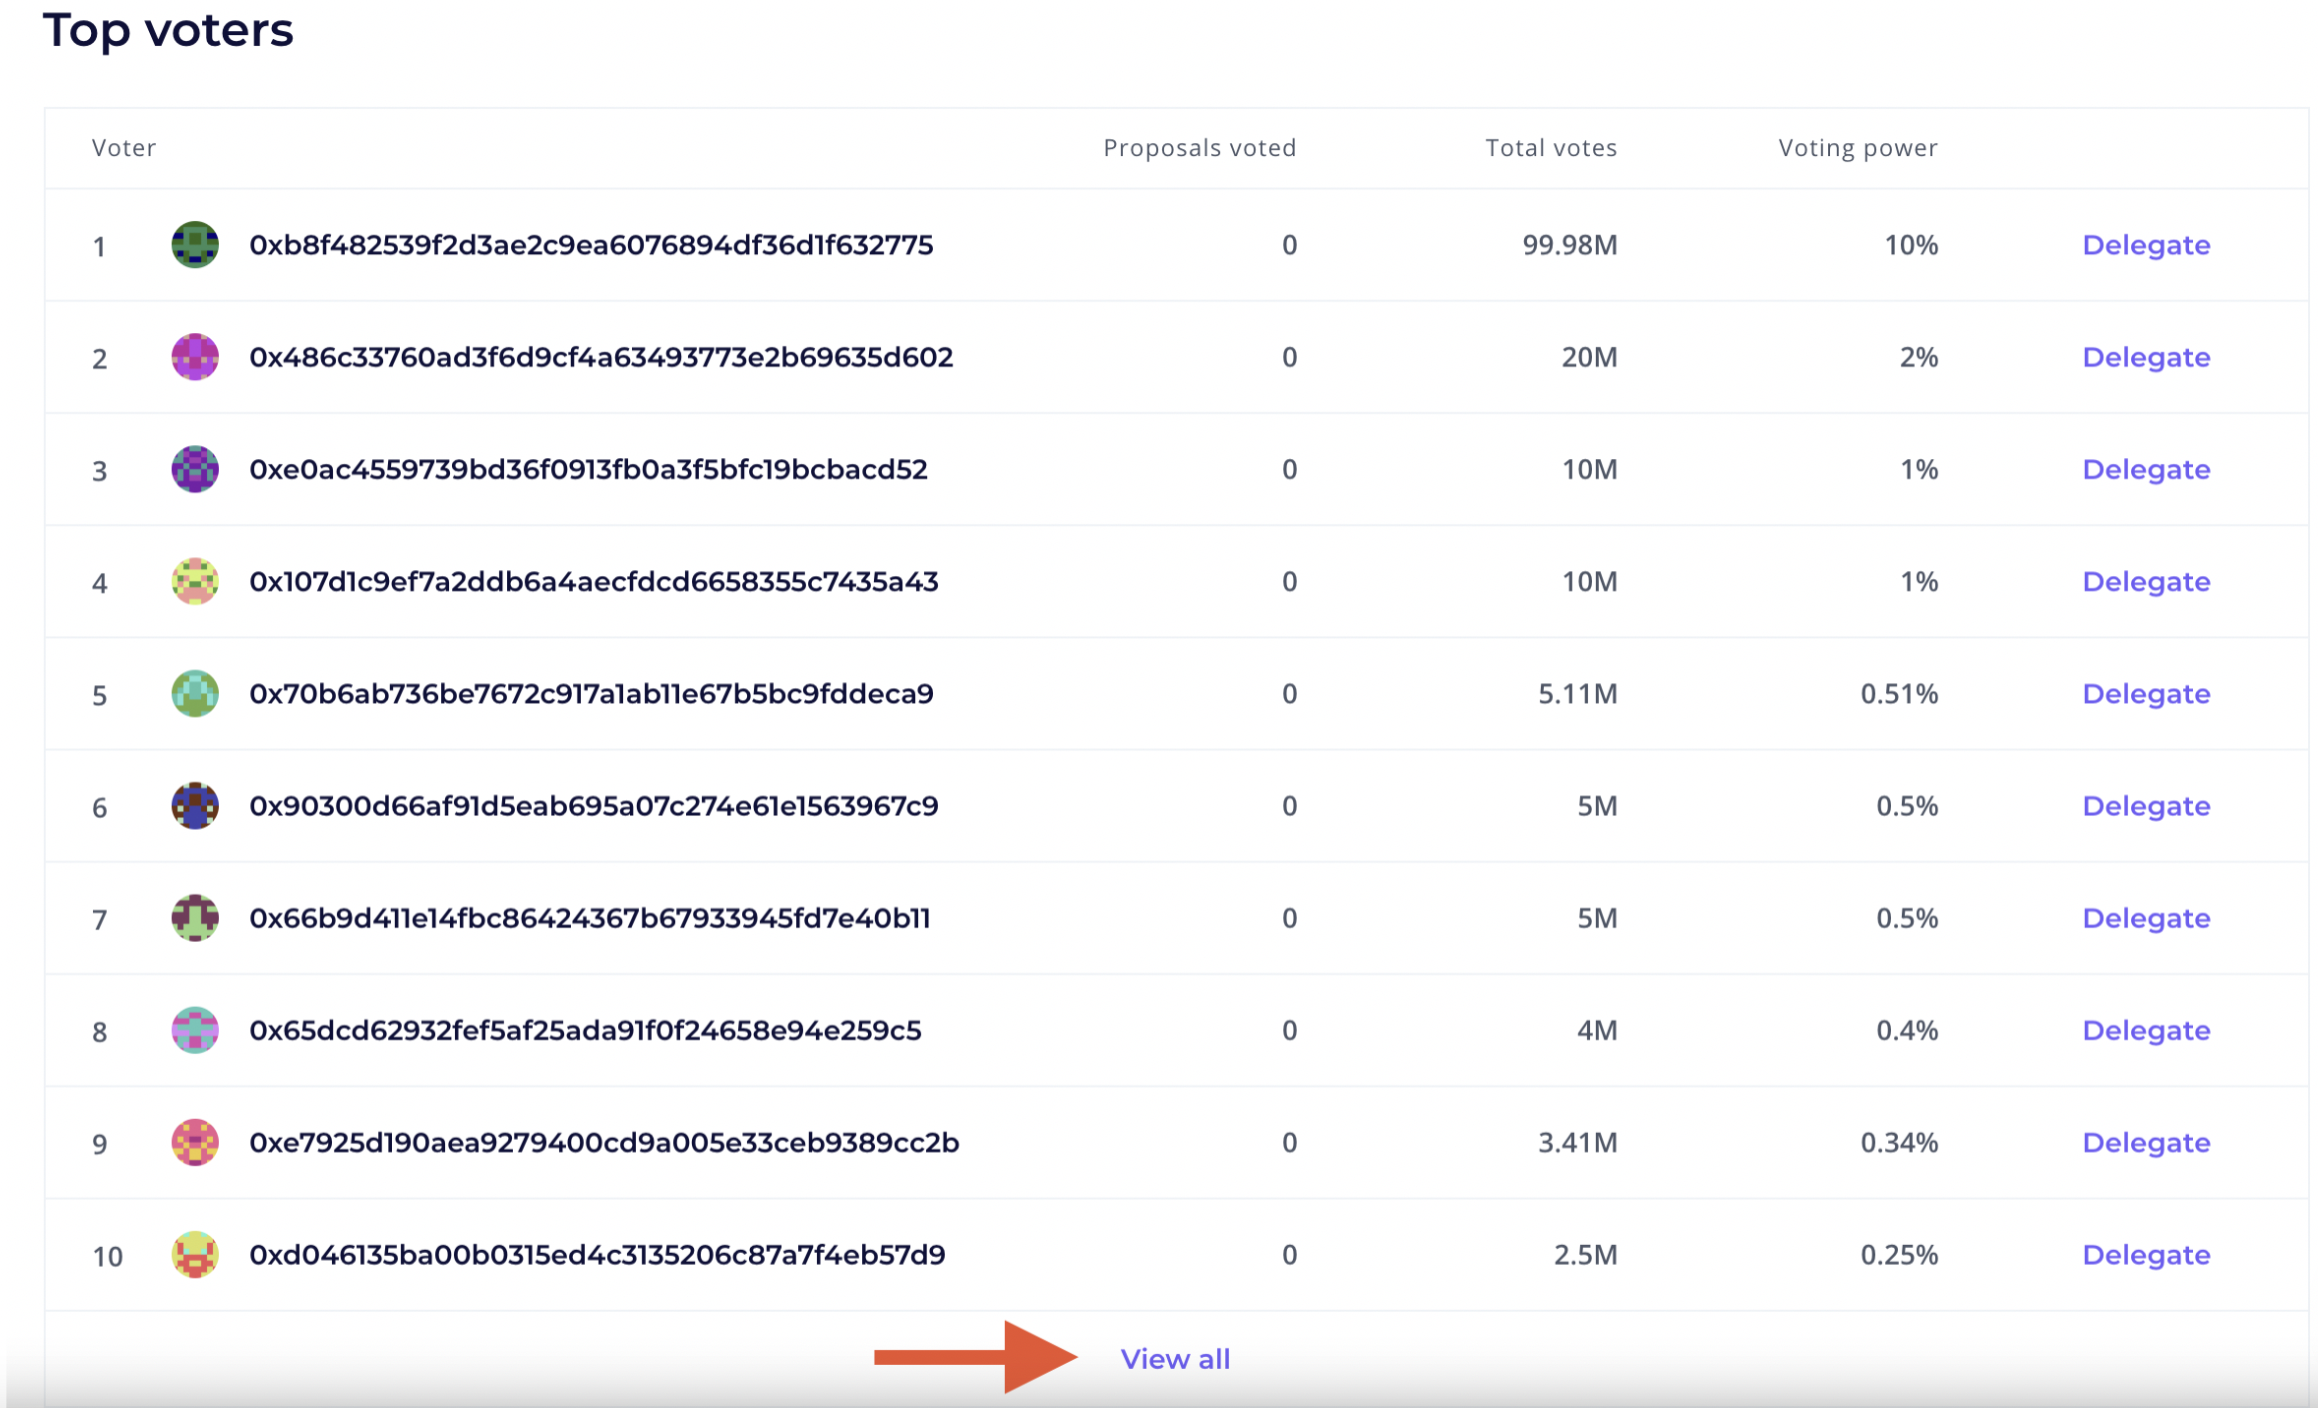 Top voters
Voter Proposals voted Total votes Voting power
1 0xb8f482539f2d3ae2c9ea6076894df36d1f632775 0 99.98M 10% Delegate
2 0x486c33760ad3f6d9cf4a63493773e2b69635d602 0 20M 2% Delegate
3 0xe0ac4559739bd36f0913fb0a3f5bfc19bcbacd52 0 10M 1% Delegate
4 0x107d1c9ef7a2ddb6a4aecfdcd6658355c7435a43 0 10M 1% Delegate
5 0x70b6ab736be7672c917a1ab11e67b5bc9fddeca9 0 5.11M 0.51% Delegate
6 0x90300d66af91d5eab695a07c274e61e1563967c9 0 5M 0.5% Delegate
7 0x66b9d411e14fbc86424367b67933945fd7e40b11 0 5M 0.5% Delegate
8 0x65dcd62932fef5af25ada91f0f24658e94e259c5 0 4M 0.4% Delegate
9 0xe7925d190aea9279400cd9a005e33ceb9389cc2b 0 3.41M 0.34% Delegate
10 0xd046135ba00b0315ed4c3135206c87a7f4eb57d9 0 2.5M 0.25% Delegate
View all